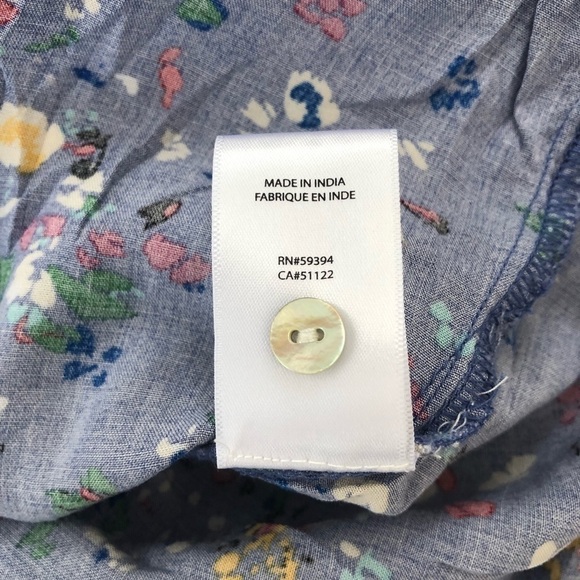 MADE IN INDIA
FABRIQUE EN INDE
RN#59394
CA#51122